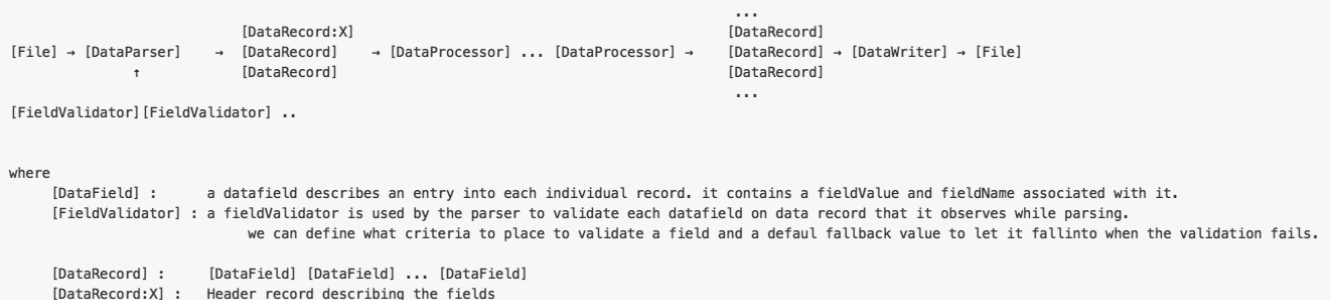 ...
[DataRecord:X] [DataRecord]
[File] → [DataParser] → [DataRecord] → [DataProcessor] ... [DataProcessor] → [DataRecord] → [DataWriter] → [File]
↑ [DataRecord] [DataRecord]
...
[FieldValidator][FieldValidator] ..
where
[DataField] : a datafield describes an entry into each individual record. it contains a fieldValue and fieldName associated with it.
[FieldValidator] : a fieldValidator is used by the parser to validate each datafield on data record that it observes while parsing.
we can define what criteria to place to validate a field and a defaul fallback value to let it fallinto when the validation fails.
[DataRecord] : [DataField] [DataField] ... [DataField]
[DataRecord:X] : Header record describing the fields